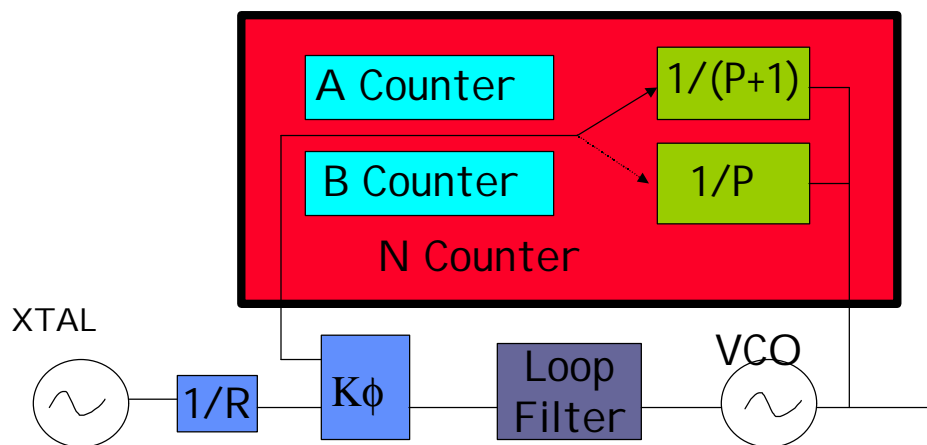 A Counter
1/(P+1)
B Counter
1/P
N Counter
XTAL
1/R
Kϕ
Loop
Filter
VCO